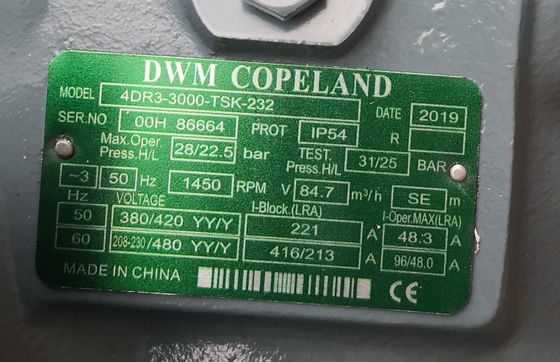 DWM COPELAND
MODEL 4DR3-3000-TSK-232 DATE 2019
SER.NO 00H 86664 PROT IP54 R
Max.Oper Press.H/L 28/22.5 bar TEST. Press.H/L 31/25 BAR
~3 50 Hz 1450 RPM V 84.7 m³/h SE m
Hz VOLTAGE I-Block.(LRA) I-Oper.MAX(LRA)
50 380/420 YY/Y 221 A 48.3 A
60 208-230/480 YY/Y 416/213 A 96/48.0 A
MADE IN CHINA CE